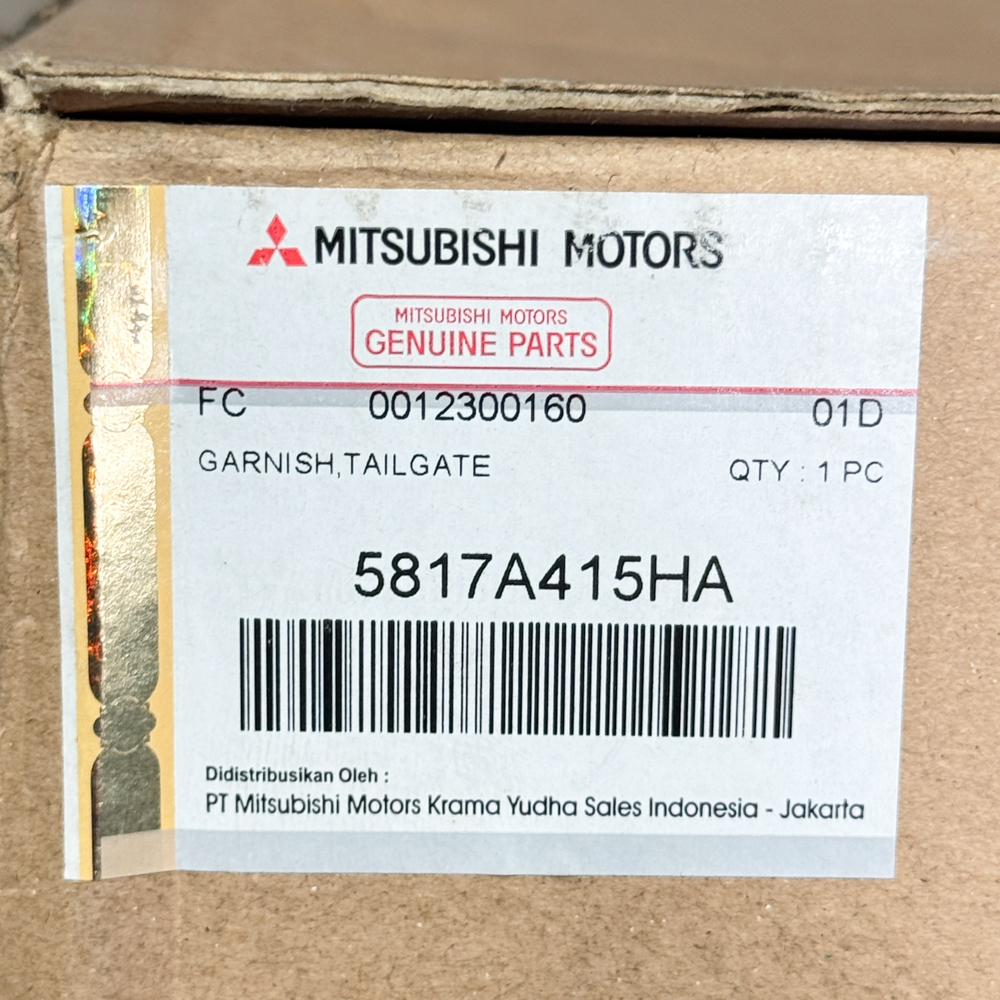 MITSUBISHI MOTORS
MITSUBISHI MOTORS
GENUINE PARTS
FC 0012300160 01D
GARNISH,TAILGATE QTY : 1 PC
5817A415HA
Didistribusikan Oleh :
PT Mitsubishi Motors Krama Yudha Sales Indonesia - Jakarta